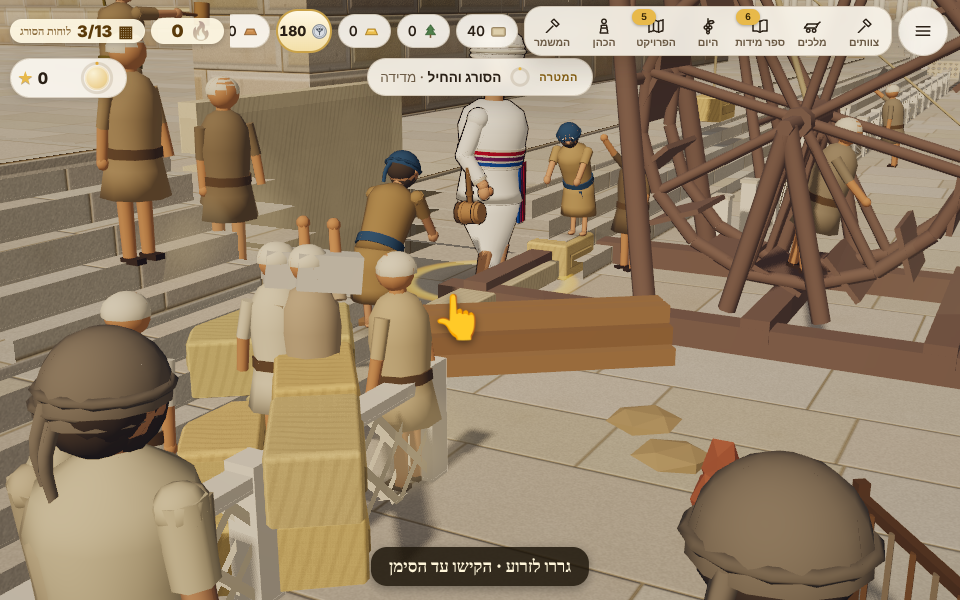 צוותים
מלכים
6
ספר מידות
היום
5
הפרויקט
הכהן
המשמר
40
0
0
180
0
0
3/13 לוחות הסורג
המטרה
הסורג והחיל · מדידה
0
גררו לזרוע · הקישו עד הסימן